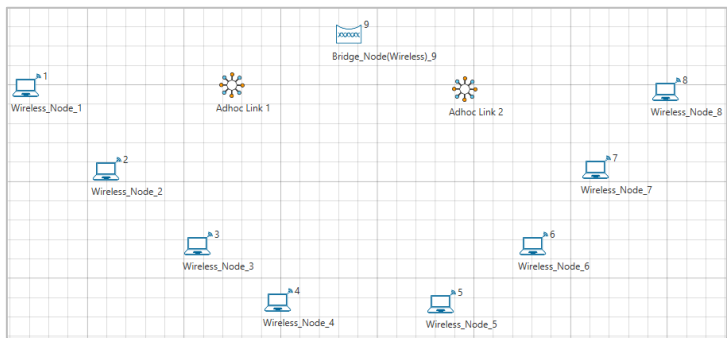 9
Bridge_Node(Wireless)_9
1
Wireless_Node_1
Adhoc Link 1
Adhoc Link 2
8
Wireless_Node_8
2
Wireless_Node_2
7
Wireless_Node_7
3
Wireless_Node_3
6
Wireless_Node_6
4
Wireless_Node_4
5
Wireless_Node_5